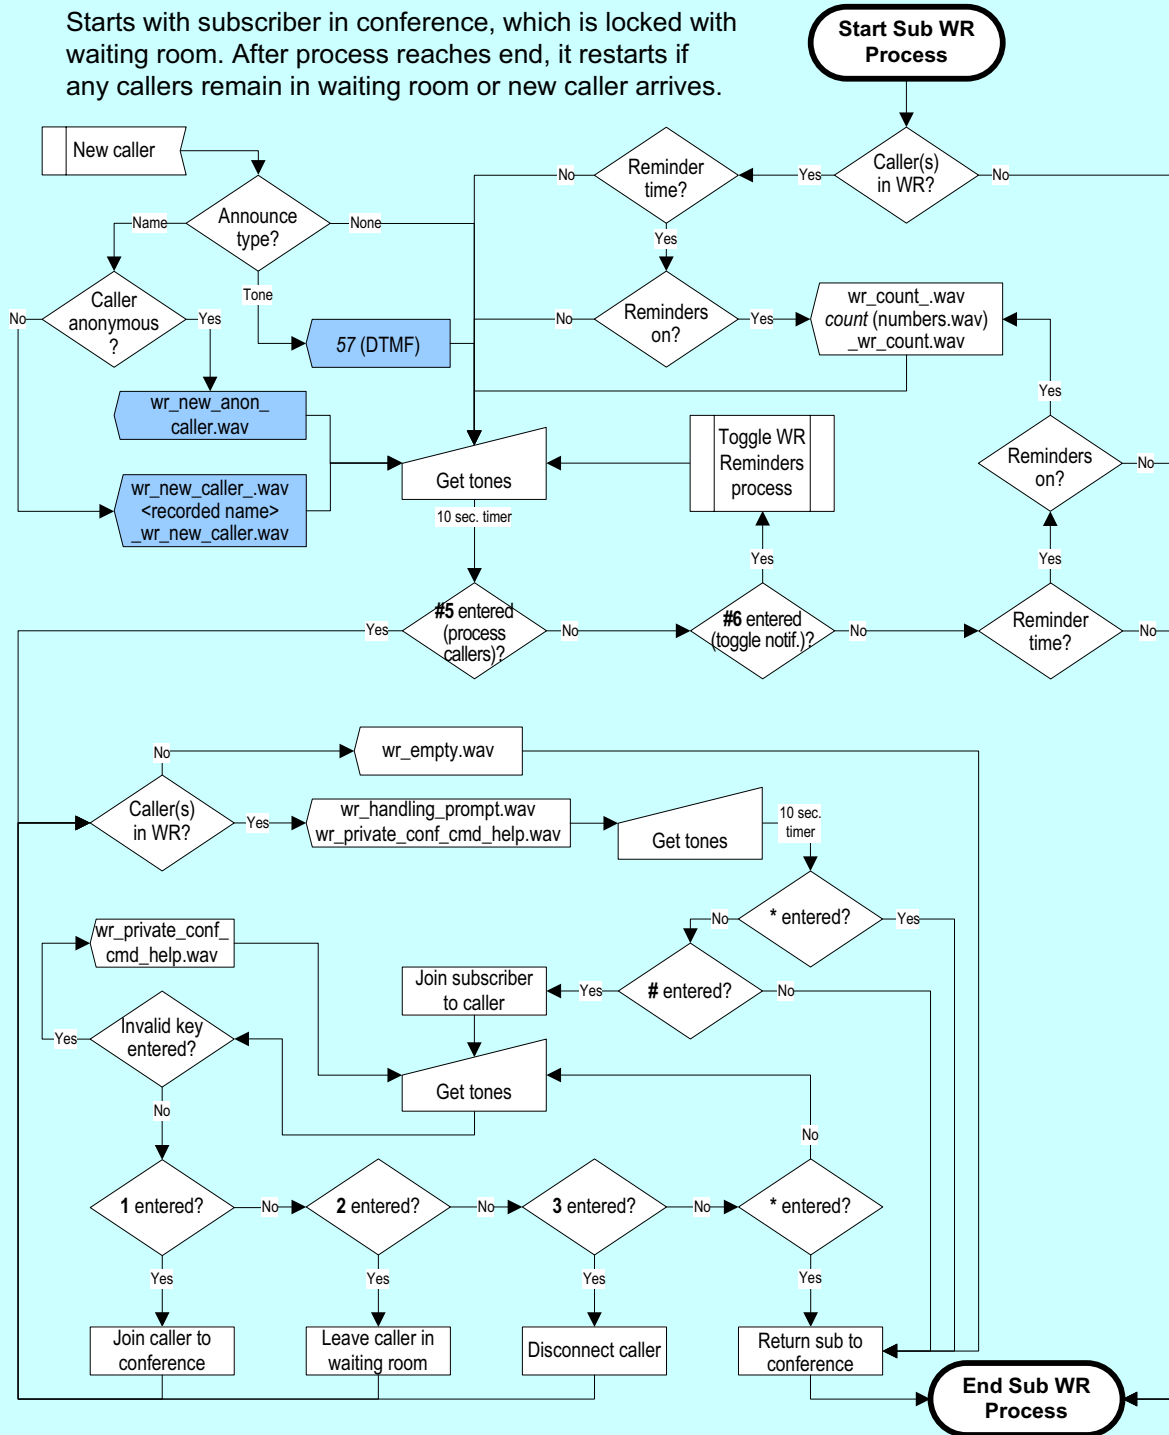 Starts with subscriber in conference, which is locked with
waiting room. After process reaches end, it restarts if
any callers remain in waiting room or new caller arrives.
Start Sub WR
Process
New caller
Announce
type?
Name
None
Tone
Reminder
time?
No
Yes
Caller(s)
in WR?
No
Yes
Caller
anonymous
?
No
Yes
57 (DTMF)
Reminders
on?
No
Yes
wr_count_.wav
count (numbers.wav)
_wr_count.wav
wr_new_anon_
caller.wav
wr_new_caller_.wav
<recorded name>
_wr_new_caller.wav
Get tones
10 sec. timer
Toggle WR
Reminders
process
Yes
Yes
Reminders
on?
No
Yes
#5 entered
(process
callers)?
Yes
No
#6 entered
(toggle notif.)?
No
Reminder
time?
No
No
wr_empty.wav
Caller(s)
in WR?
Yes
wr_handling_prompt.wav
wr_private_conf_cmd_help.wav
Get tones
10 sec.
timer
* entered?
No
Yes
wr_private_conf_
cmd_help.wav
Join subscriber
to caller
Yes
# entered?
No
Yes
Invalid key
entered?
No
Get tones
No
1 entered?
No
2 entered?
No
3 entered?
No
* entered?
Yes
Yes
Yes
Yes
Join caller to
conference
Leave caller in
waiting room
Disconnect caller
Return sub to
conference
End Sub WR
Process